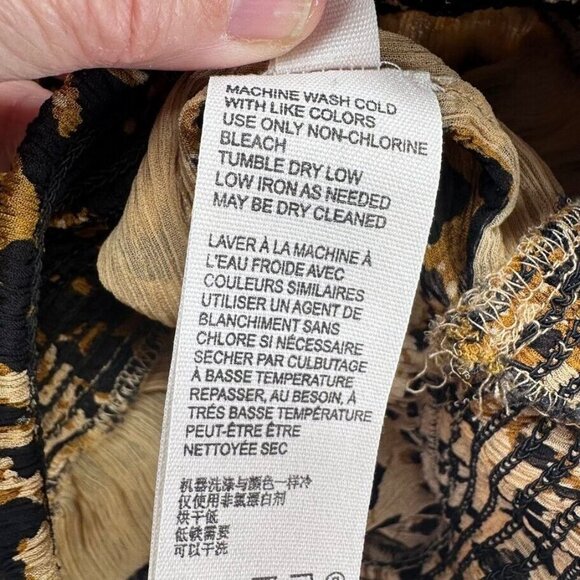 MACHINE WASH COLD
WITH LIKE COLORS
USE ONLY NON-CHLORINE
BLEACH
TUMBLE DRY LOW
LOW IRON AS NEEDED
MAY BE DRY CLEANED
LAVER À LA MACHINE À
L'EAU FROIDE AVEC
COULEURS SIMILAIRES
UTILISER UN AGENT DE
BLANCHIMENT SANS
CHLORE SI NÉCESSAIRE
SÉCHER PAR CULBUTAGE
À BASSE TEMPÉRATURE
REPASSER, AU BESOIN, À
TRÉS BASSE TEMPÉRATURE
PEUT-ÊTRE ÊTRE
NETTOYÉE SEC
机器洗涤与颜色一样冷
仅使用非氯漂白剂
烘干低
低铁需要
可以干洗